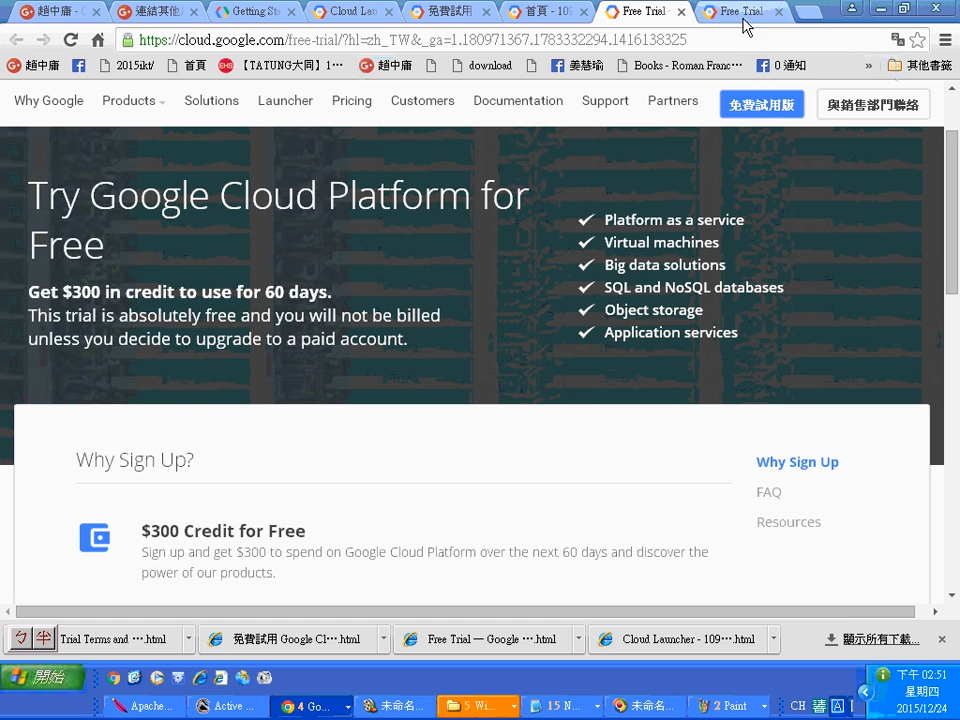 趙中庸 - G
連結其他
Getting Sta
Cloud Lau
免費試用
首頁 - 109
Free Trial
Free Trial
https://cloud.google.com/free-trial/?hl=zh_TW&_ga=1.180971367.1783332294.1416138325
趙中庸
2015ikt/
首頁
【TATUNG大同】1…
趙中庸
download
姜慧瑜
Books - Roman Franc…
0 通知
»
其他書籤
Why Google
Products
Solutions
Launcher
Pricing
Customers
Documentation
Support
Partners
免費試用版
與銷售部門聯絡
Try Google Cloud Platform for
Free
Get $300 in credit to use for 60 days.
This trial is absolutely free and you will not be billed
unless you decide to upgrade to a paid account.
Platform as a service
Virtual machines
Big data solutions
SQL and NoSQL databases
Object storage
Application services
Why Sign Up?
Why Sign Up
FAQ
Resources
$300 Credit for Free
Sign up and get $300 to spend on Google Cloud Platform over the next 60 days and discover the
power of our products.
ㄅ 半
Trial Terms and ….html
免費試用 Google Cl….html
Free Trial — Google ….html
Cloud Launcher - 109….html
顯示所有下載...
開始
Apache...
Active ...
4 Go...
未命名...
5 Wi...
15 N...
未命名...
2 Paint
CH
下午 02:51
星期四
2015/12/24